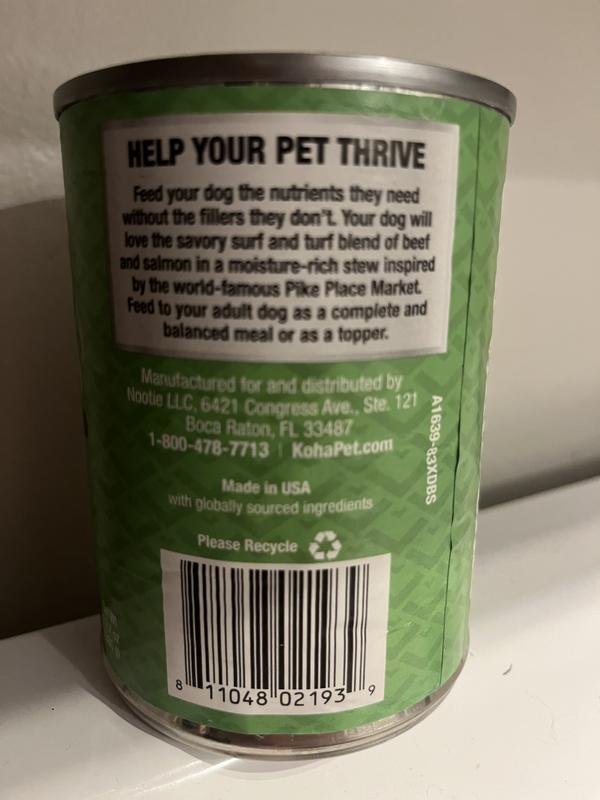 HELP YOUR PET THRIVE
Feed your dog the nutrients they need
without the fillers they don't. Your dog will
love the savory surf and turf blend of beef
and salmon in a moisture-rich stew inspired
by the world-famous Pike Place Market.
Feed to your adult dog as a complete and
balanced meal or as a topper.
Manufactured for and distributed by
Nootie LLC, 6421 Congress Ave., Ste. 121
Boca Raton, FL 33487
1-800-478-7713 | KohaPet.com
A1639-83XDBS
Made in USA
with globally sourced ingredients
Please Recycle
8 11048 02193 9